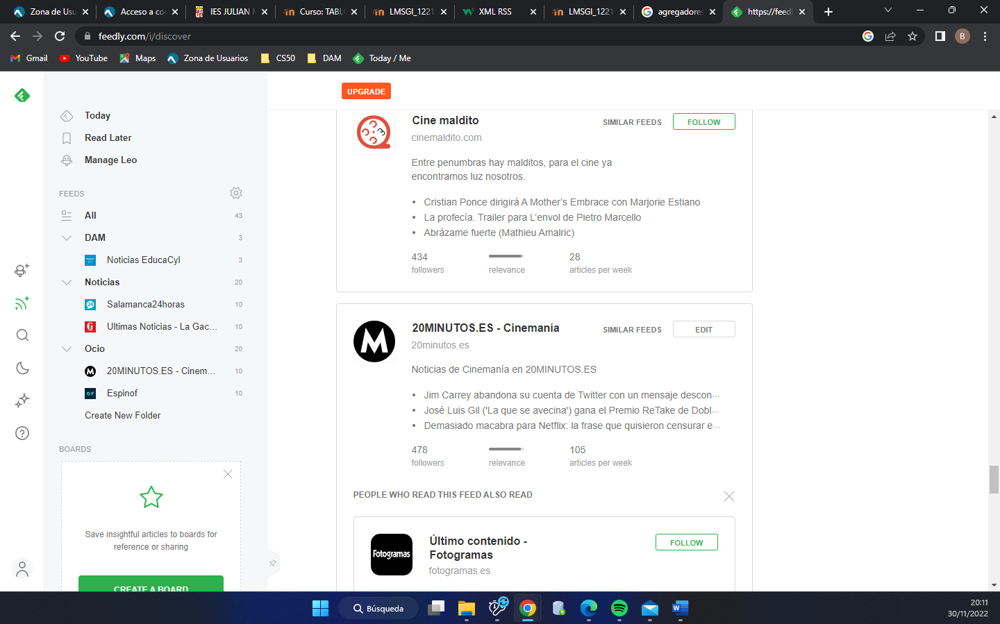 Zona de Usu
Acceso a co
IES JULIAN M
Curso: TABL
LMSGI_1221
XML RSS
LMSGI_1221
agregadores
https://feedl
feedly.com/i/discover
B
Gmail
YouTube
Maps
Zona de Usuarios
CS50
DAM
Today / Me
UPGRADE
Today
Read Later
Manage Leo
FEEDS
All 43
DAM 3
Noticias EducaCyl 3
Noticias 20
Salamanca24horas 10
Ultimas Noticias - La Gac... 10
Ocio 20
20MINUTOS.ES - Cinem... 10
Espinof 10
Create New Folder
BOARDS
Save insightful articles to boards for
reference or sharing
CREATE A BOARD
Cine maldito
SIMILAR FEEDS
FOLLOW
cinemaldito.com
Entre penumbras hay malditos, para el cine ya
encontramos luz nosotros.
• Cristian Ponce dirigirá A Mother’s Embrace con Marjorie Estiano
• La profecía. Trailer para L’envol de Pietro Marcello
• Abrázame fuerte (Mathieu Amalric)
434 28
followers relevance articles per week
M
20MINUTOS.ES - Cinemanía
SIMILAR FEEDS
EDIT
20minutos.es
Noticias de Cinemanía en 20MINUTOS.ES
• Jim Carrey abandona su cuenta de Twitter con un mensaje descon...
• José Luis Gil ('La que se avecina') gana el Premio ReTake de Dobl...
• Demasiado macabra para Netflix: la frase que quisieron censurar e...
478 105
followers relevance articles per week
PEOPLE WHO READ THIS FEED ALSO READ
Fotogramas
Último contenido -
Fotogramas
FOLLOW
fotogramas.es
Búsqueda
20:11
30/11/2022